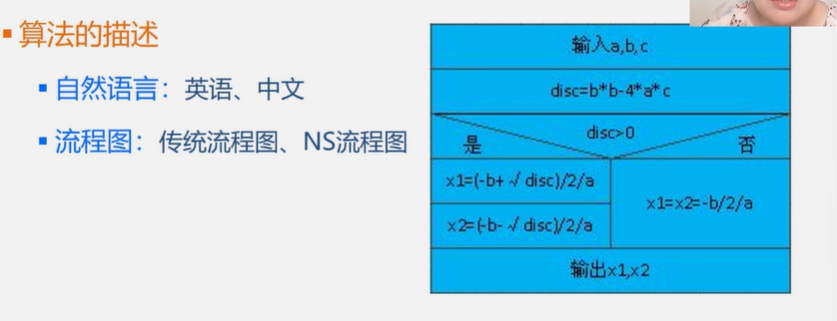 算法的描述
自然语言：英语、中文
流程图：传统流程图、NS流程图
输入a,b,c
disc=b*b-4*a*c
disc>0
是
否
x1=(-b+√disc)/2/a
x2=(-b-√disc)/2/a
x1=x2=-b/2/a
输出x1,x2